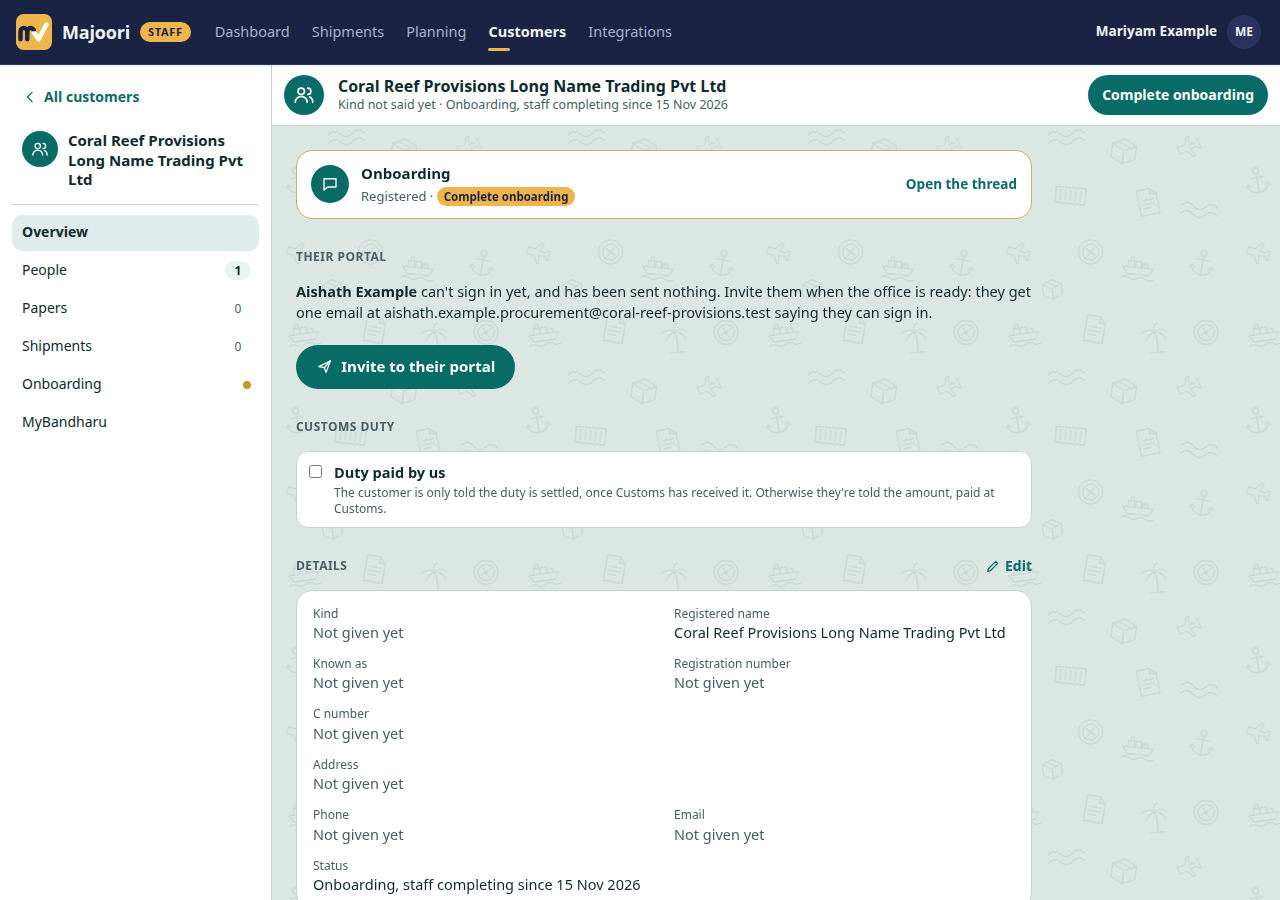 Majoori STAFF Dashboard Shipments Planning Customers Integrations Mariyam Example ME
All customers
Coral Reef Provisions
Long Name Trading Pvt
Ltd
Overview
People 1
Papers 0
Shipments 0
Onboarding
MyBandharu
Coral Reef Provisions Long Name Trading Pvt Ltd
Kind not said yet · Onboarding, staff completing since 15 Nov 2026
Complete onboarding
Onboarding
Registered · Complete onboarding
Open the thread
THEIR PORTAL
Aishath Example can't sign in yet, and has been sent nothing. Invite them when the office is ready: they get
one email at aishath.example.procurement@coral-reef-provisions.test saying they can sign in.
Invite to their portal
CUSTOMS DUTY
Duty paid by us
The customer is only told the duty is settled, once Customs has received it. Otherwise they're told the amount, paid at
Customs.
DETAILS Edit
Kind
Not given yet
Registered name
Coral Reef Provisions Long Name Trading Pvt Ltd
Known as
Not given yet
Registration number
Not given yet
C number
Not given yet
Address
Not given yet
Phone
Not given yet
Email
Not given yet
Status
Onboarding, staff completing since 15 Nov 2026